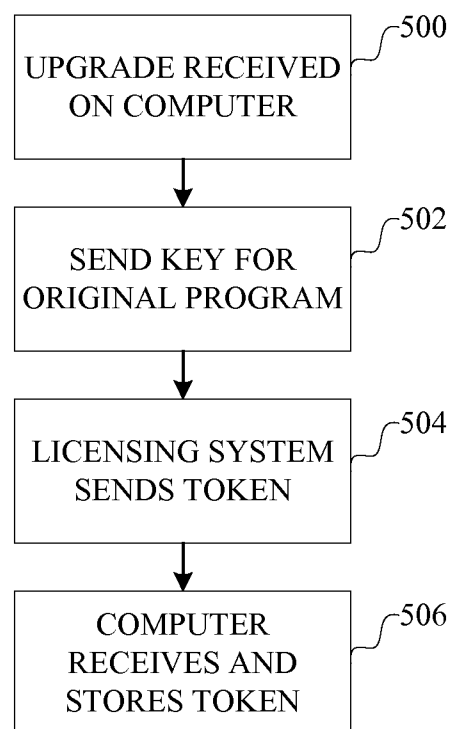 500
UPGRADE RECEIVED
ON COMPUTER
502
SEND KEY FOR
ORIGINAL PROGRAM
504
LICENSING SYSTEM
SENDS TOKEN
506
COMPUTER
RECEIVES AND
STORES TOKEN